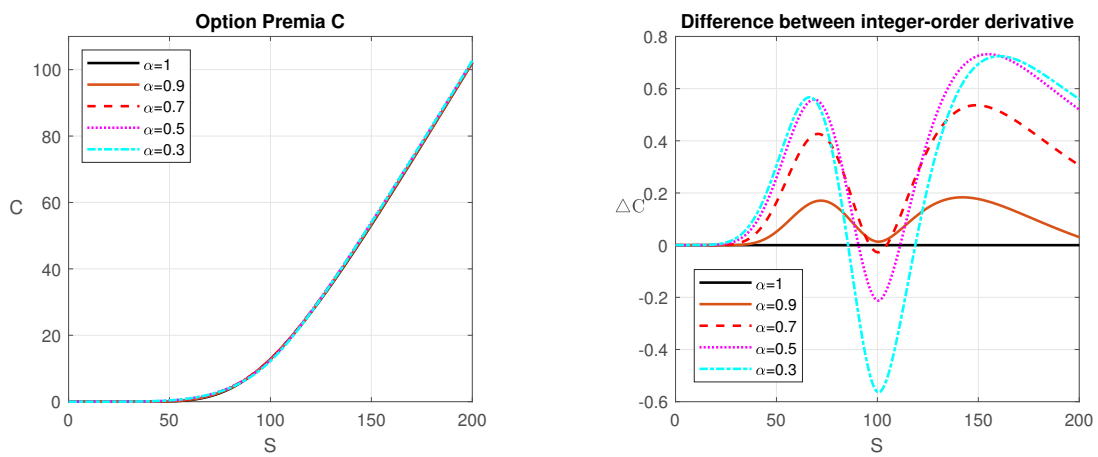 Option Premia C
α=1
α=0.9
α=0.7
α=0.5
α=0.3
C
100
80
60
40
20
0
0 50 100 150 200
S
Difference between integer-order derivative
0.8
0.6
0.4
0.2
△C
0
-0.2
-0.4
-0.6
α=1
α=0.9
α=0.7
α=0.5
α=0.3
0 50 100 150 200
S